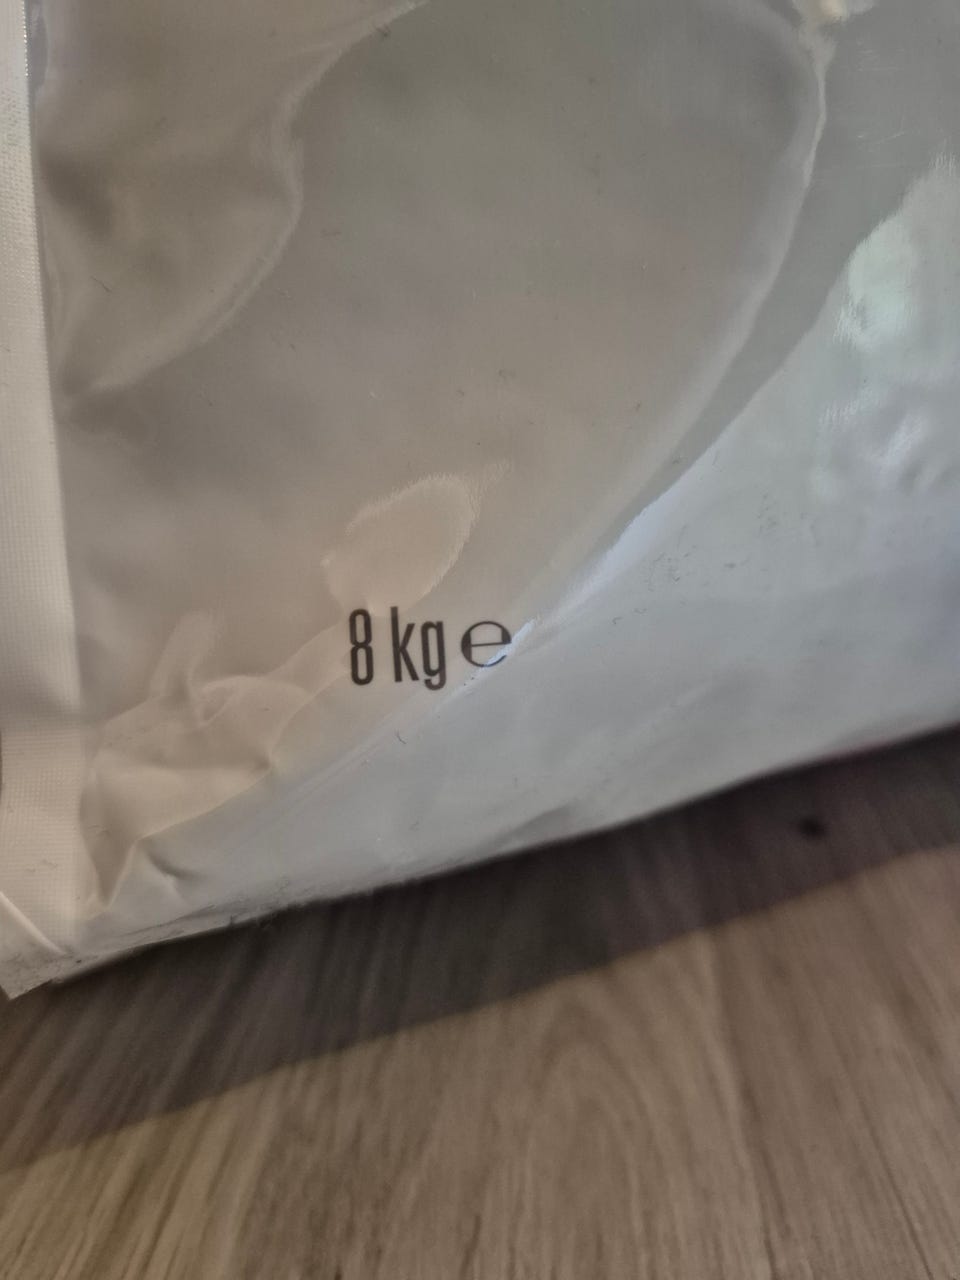 8 kg ℮